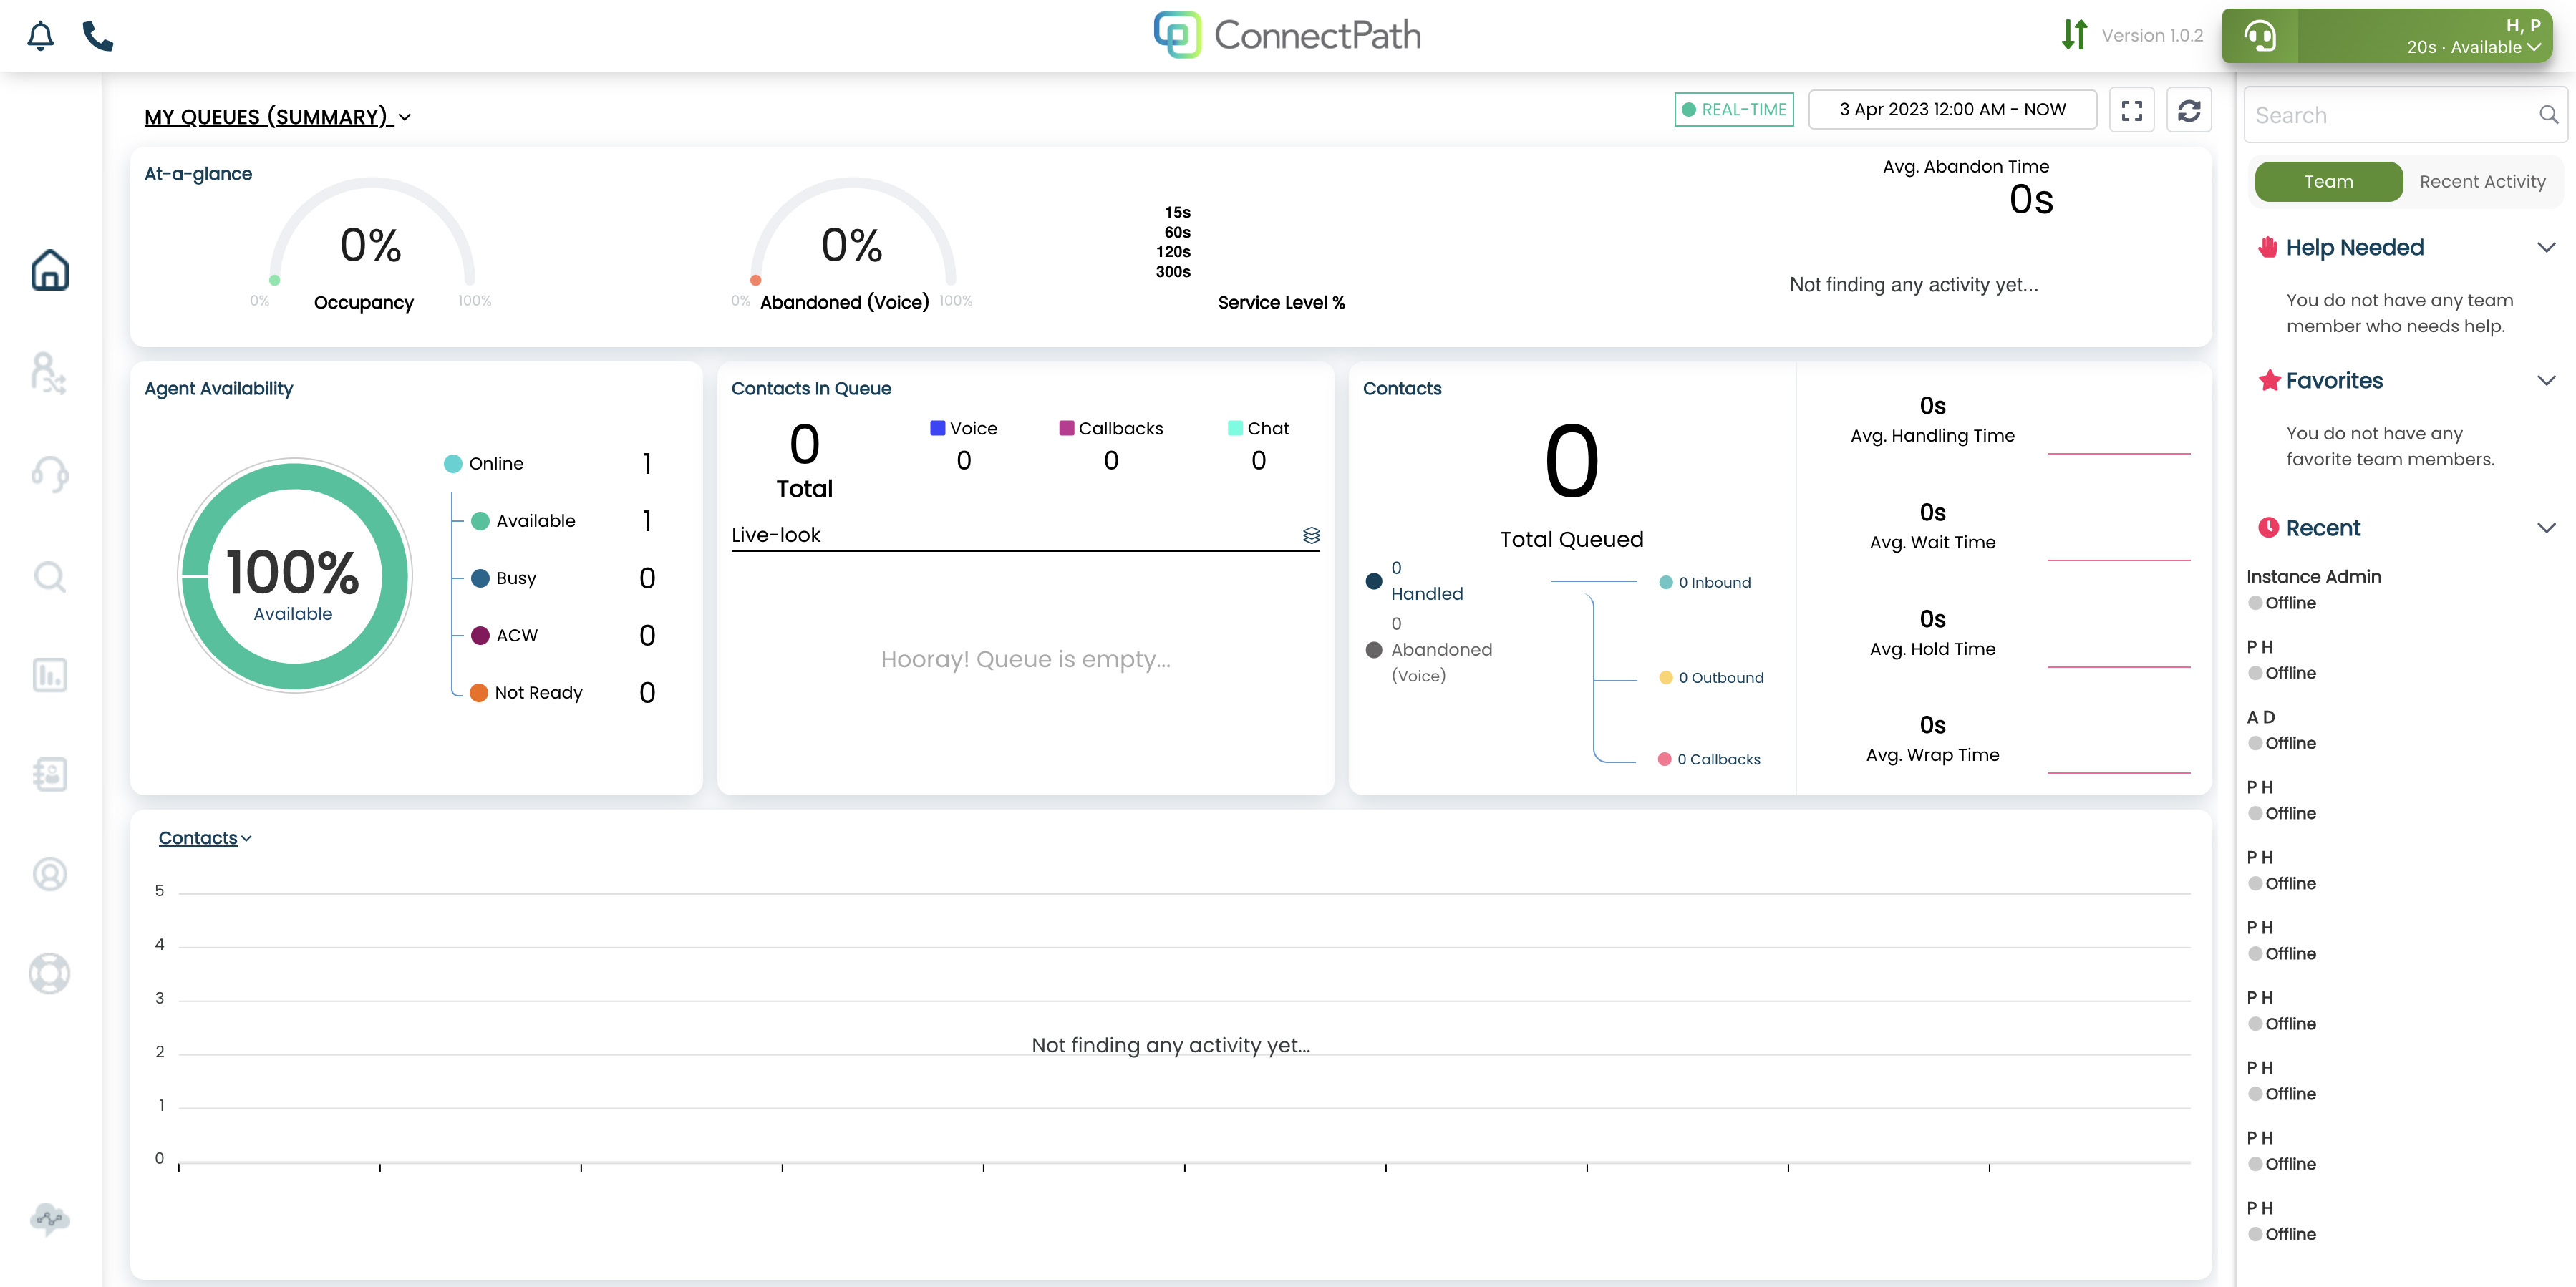 ConnectPath
Version 1.0.2
H, P
20s · Available
MY QUEUES (SUMMARY)
REAL-TIME
3 Apr 2023 12:00 AM - NOW
Search
Team
Recent Activity
At-a-glance
0%
0%
100%
Occupancy
0%
0%
100%
Abandoned (Voice)
15s
60s
120s
300s
Service Level %
Avg. Abandon Time
0s
Not finding any activity yet...
Agent Availability
100%
Available
Online 1
Available 1
Busy 0
ACW 0
Not Ready 0
Contacts In Queue
0
Total
Voice
0
Callbacks
0
Chat
0
Live-look
Hooray! Queue is empty...
Contacts
0
Total Queued
0
Handled
0
Abandoned
(Voice)
0 Inbound
0 Outbound
0 Callbacks
0s
Avg. Handling Time
0s
Avg. Wait Time
0s
Avg. Hold Time
0s
Avg. Wrap Time
Contacts
5
4
3
2
1
0
Not finding any activity yet...
Help Needed
You do not have any team
member who needs help.
Favorites
You do not have any
favorite team members.
Recent
Instance Admin
Offline
P H
Offline
A D
Offline
P H
Offline
P H
Offline
P H
Offline
P H
Offline
P H
Offline
P H
Offline
P H
Offline